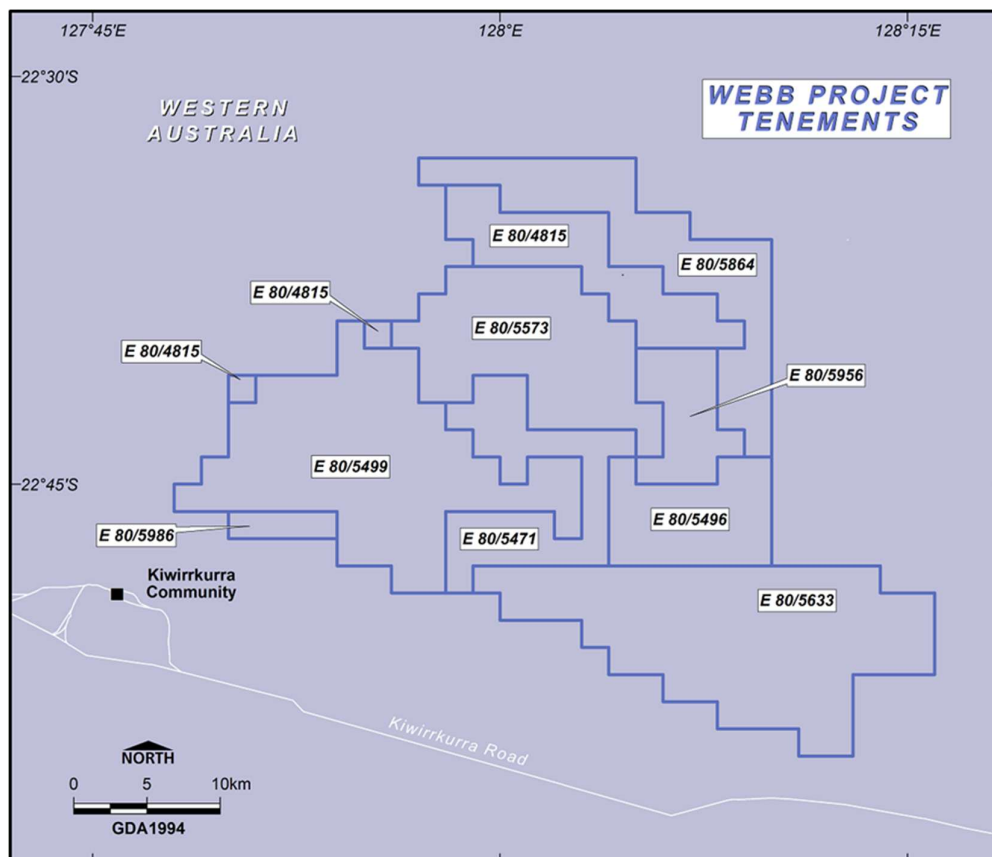 127°45'E
128°E
128°15'E
22°30'S
WESTERN
AUSTRALIA
WEBB PROJECT
TENEMENTS
E 80/4815
E 80/5864
E 80/4815
E 80/5573
E 80/4815
E 80/5956
E 80/5499
22°45'S
E 80/5496
E 80/5986
E 80/5471
Kiwirrkurra
Community
E 80/5633
Kiwirrkurra Road
NORTH
0 5 10km
GDA1994